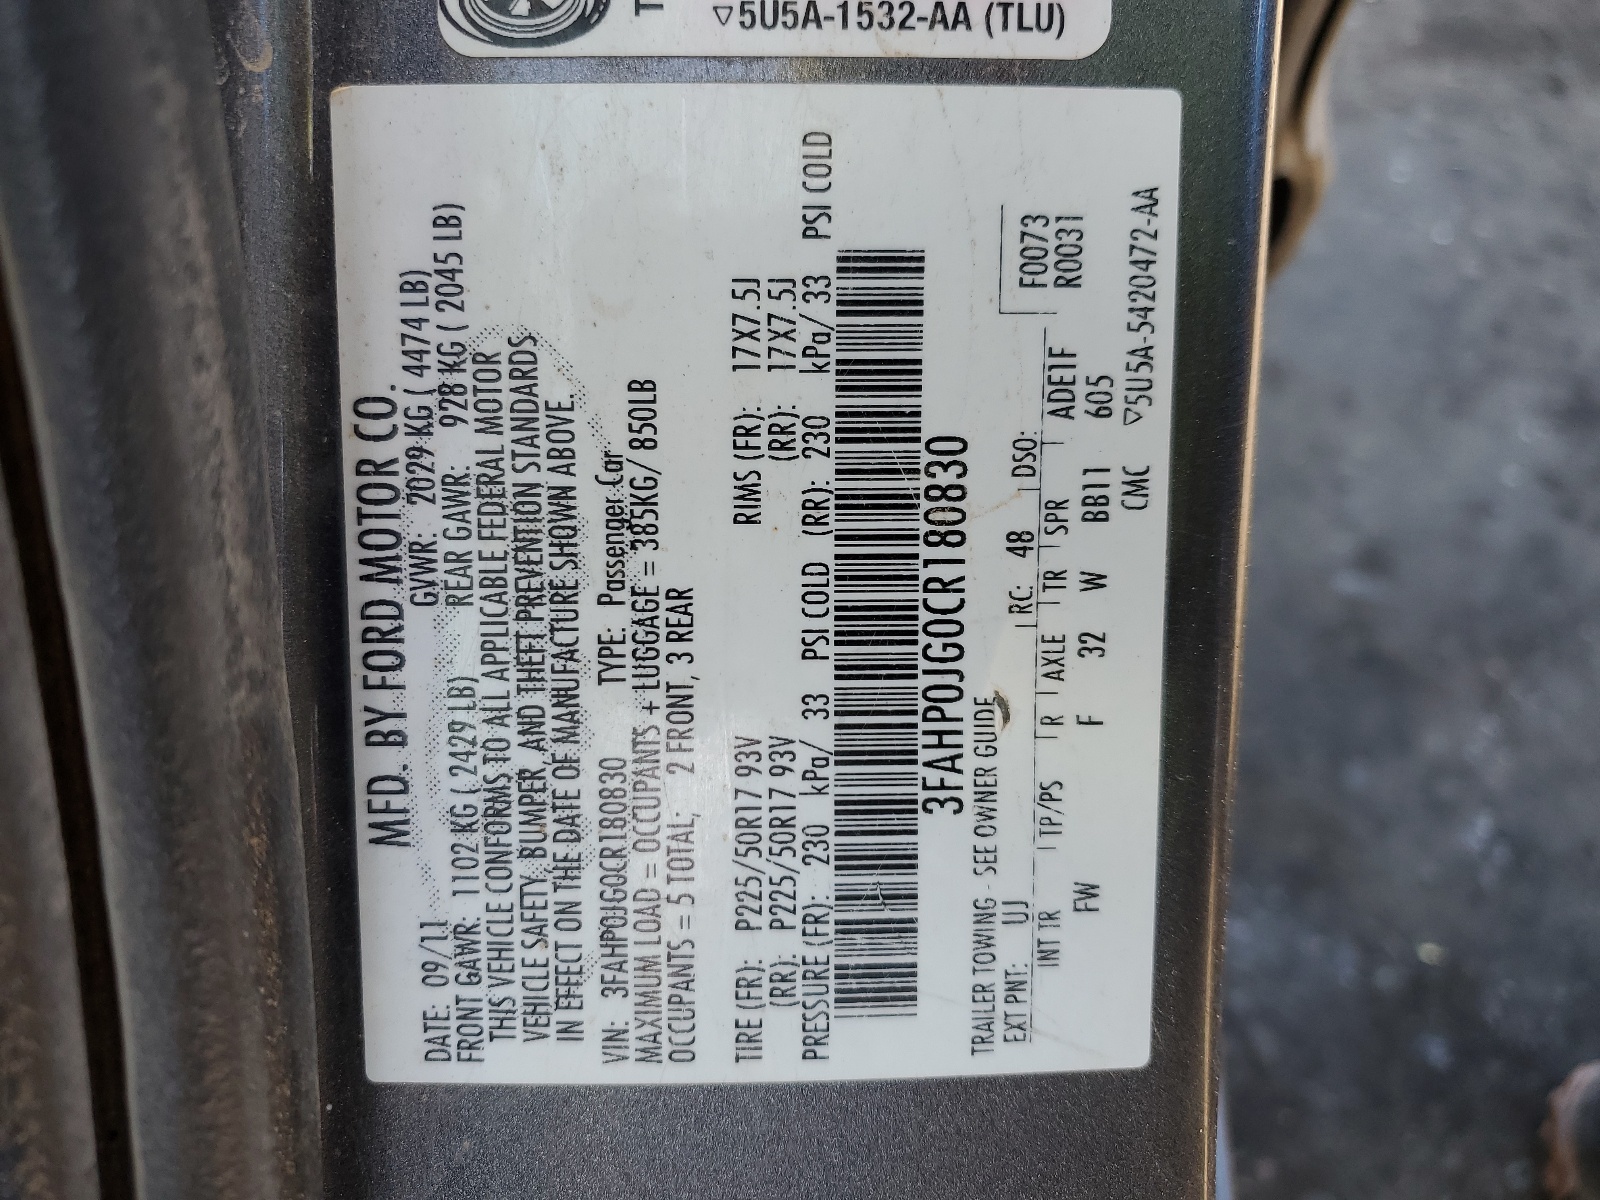 ▽5U5A-1532-AA (TLU)
MFD. BY FORD MOTOR CO.
DATE: 09/11 GVWR: 2029 KG ( 4474 LB)
FRONT GAWR: 1102 KG ( 2429 LB) REAR GAWR: 928 KG ( 2045 LB)
THIS VEHICLE CONFORMS TO ALL APPLICABLE FEDERAL MOTOR
VEHICLE SAFETY, BUMPER, AND THEFT PREVENTION STANDARDS
IN EFFECT ON THE DATE OF MANUFACTURE SHOWN ABOVE.
VIN: 3FAHP0JG0CR180830 TYPE: Passenger Car
MAXIMUM LOAD = OCCUPANTS + LUGGAGE = 385KG/ 850LB
OCCUPANTS = 5 TOTAL; 2 FRONT, 3 REAR
TIRE (FR): P225/50R17 93V RIMS (FR): 17X7.5J
(RR): P225/50R17 93V (RR): 17X7.5J
PRESSURE (FR): 230 kPa/ 33 PSI COLD (RR): 230 kPa/ 33 PSI COLD
3FAHP0JG0CR180830
TRAILER TOWING - SEE OWNER GUIDE
EXT PNT: UJ RC: 48 DSO: F0073
INT TR TP/PS R AXLE TR SPR ADE1F R0031
FW F 32 W BB11 605
CMC ▽5U5A-5420472-AA